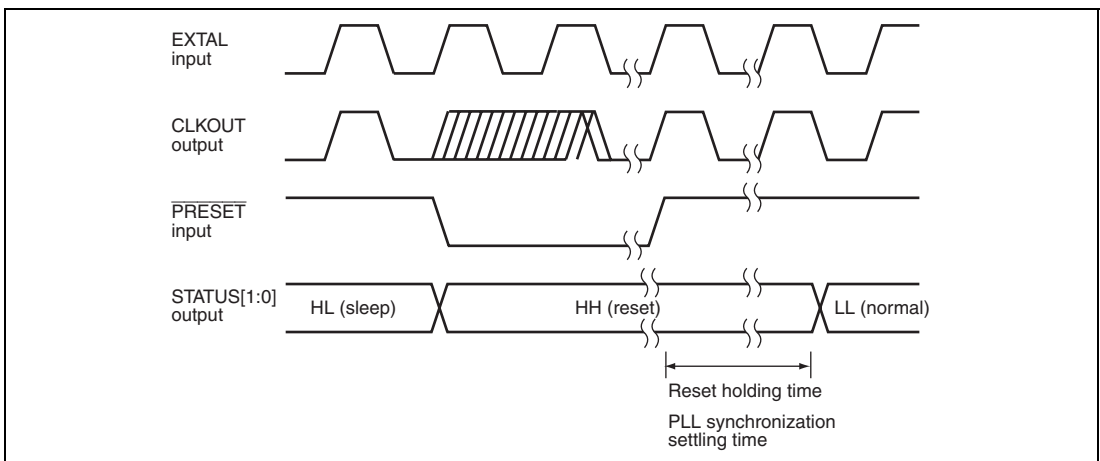 EXTAL
input
CLKOUT
output
PRESET
input
STATUS[1:0]
output
HL (sleep)
HH (reset)
LL (normal)
Reset holding time
PLL synchronization
settling time